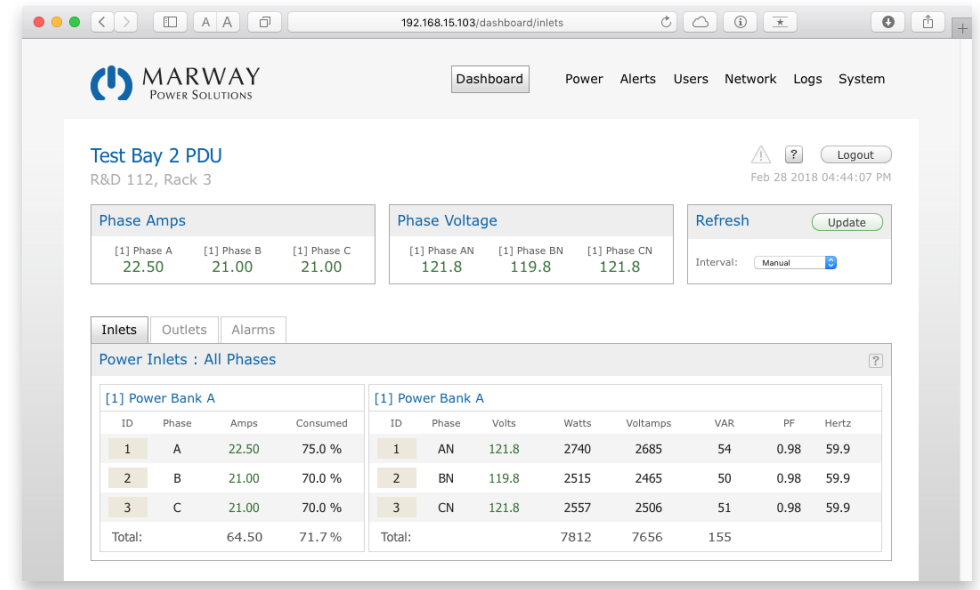 A A 192.168.15.103/dashboard/inlets
MARWAY
POWER SOLUTIONS
Dashboard Power Alerts Users Network Logs System
Test Bay 2 PDU
R&D 112, Rack 3
? Logout
Feb 28 2018 04:44:07 PM
Phase Amps
[1] Phase A [1] Phase B [1] Phase C
22.50 21.00 21.00
Phase Voltage
[1] Phase AN [1] Phase BN [1] Phase CN
121.8 119.8 121.8
Refresh Update
Interval: Manual
Inlets Outlets Alarms
Power Inlets : All Phases ?
[1] Power Bank A
ID Phase Amps Consumed
1 A 22.50 75.0 %
2 B 21.00 70.0 %
3 C 21.00 70.0 %
Total: 64.50 71.7 %
[1] Power Bank A
ID Phase Volts Watts Voltamps VAR PF Hertz
1 AN 121.8 2740 2685 54 0.98 59.9
2 BN 119.8 2515 2465 50 0.98 59.9
3 CN 121.8 2557 2506 51 0.98 59.9
Total: 7812 7656 155